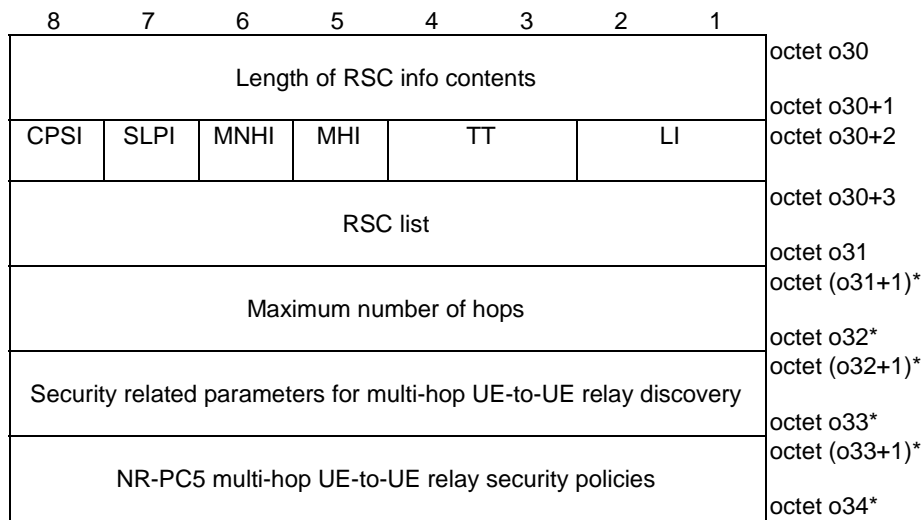 8 7 6 5 4 3 2 1
Length of RSC info contents
octet o30
octet o30+1
CPSI SLPI MNHI MHI TT LI octet o30+2
RSC list
octet o30+3
octet o31
Maximum number of hops
octet (o31+1)*
octet o32*
Security related parameters for multi-hop UE-to-UE relay discovery
octet (o32+1)*
octet o33*
NR-PC5 multi-hop UE-to-UE relay security policies
octet (o33+1)*
octet o34*